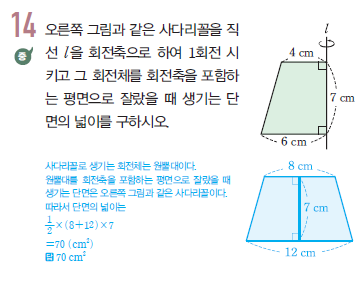 14
중
오른쪽 그림과 같은 사다리꼴을 직
선 l을 회전축으로 하여 1회전 시
키고 그 회전체를 회전축을 포함하
는 평면으로 잘랐을 때 생기는 단
면의 넓이를 구하시오.
l
4 cm
7 cm
6 cm
사다리꼴로 생기는 회전체는 원뿔대이다.
원뿔대를 회전축을 포함하는 평면으로 잘랐을 때
생기는 단면은 오른쪽 그림과 같은 사다리꼴이다.
따라서 단면의 넓이는
1/2×(8+12)×7
=70 (cm²)
답 70 cm²
8 cm
7 cm
12 cm